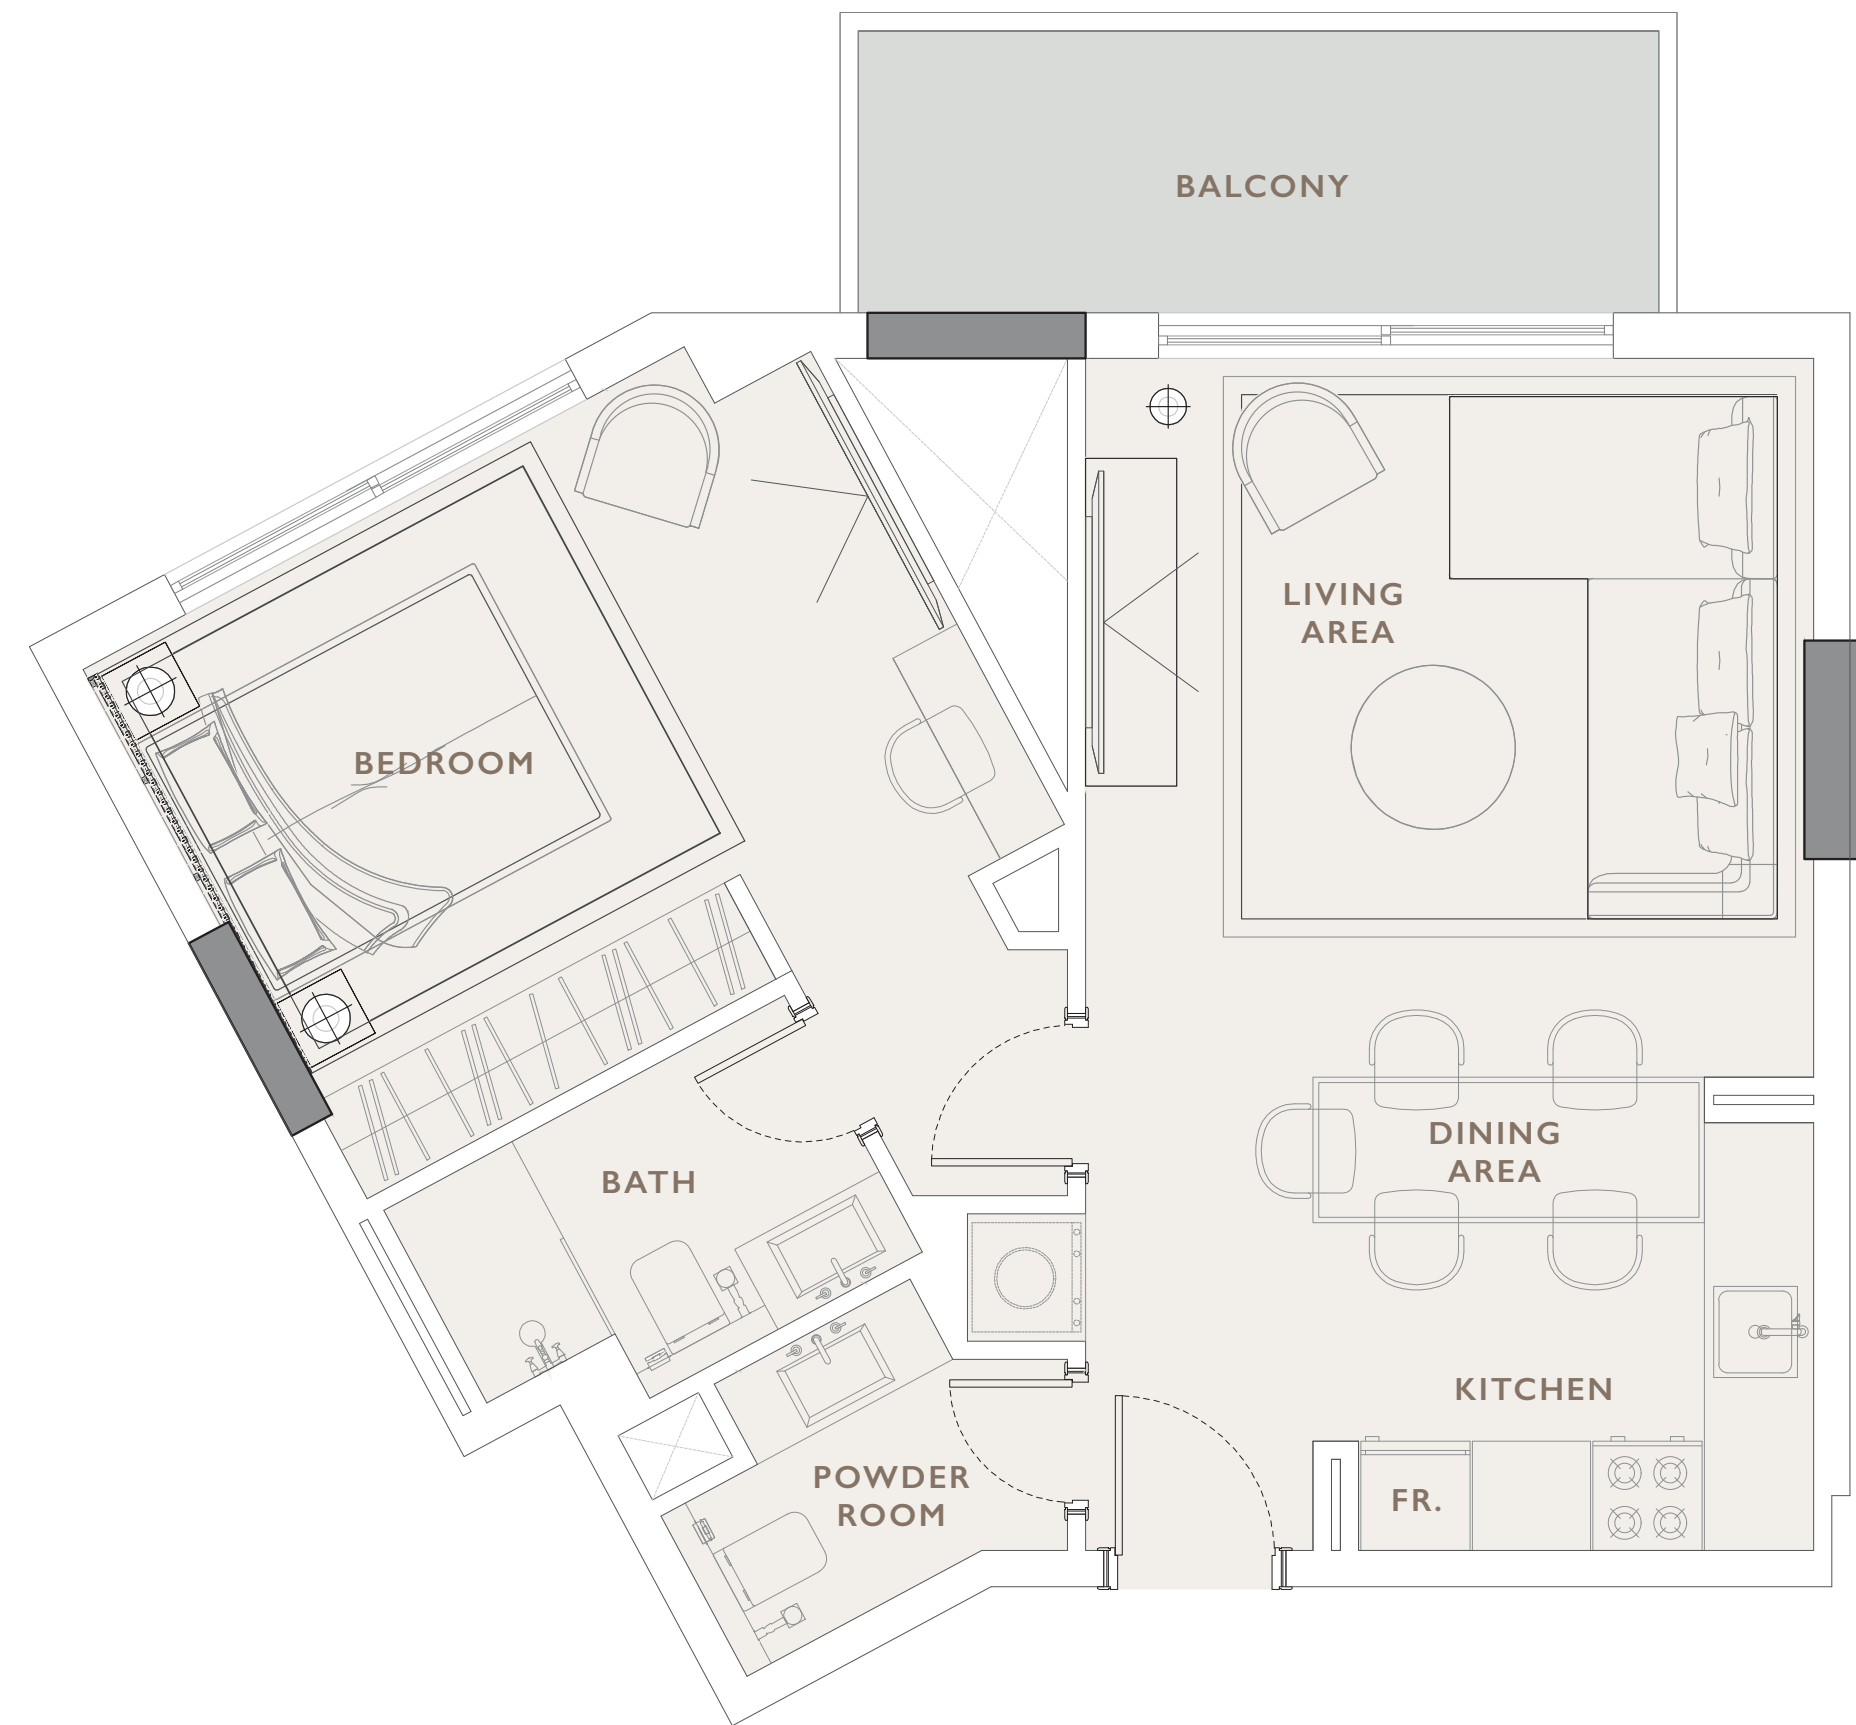 BALCONY
LIVING
AREA
BEDROOM
DINING
AREA
BATH
KITCHEN
POWDER
ROOM
FR.